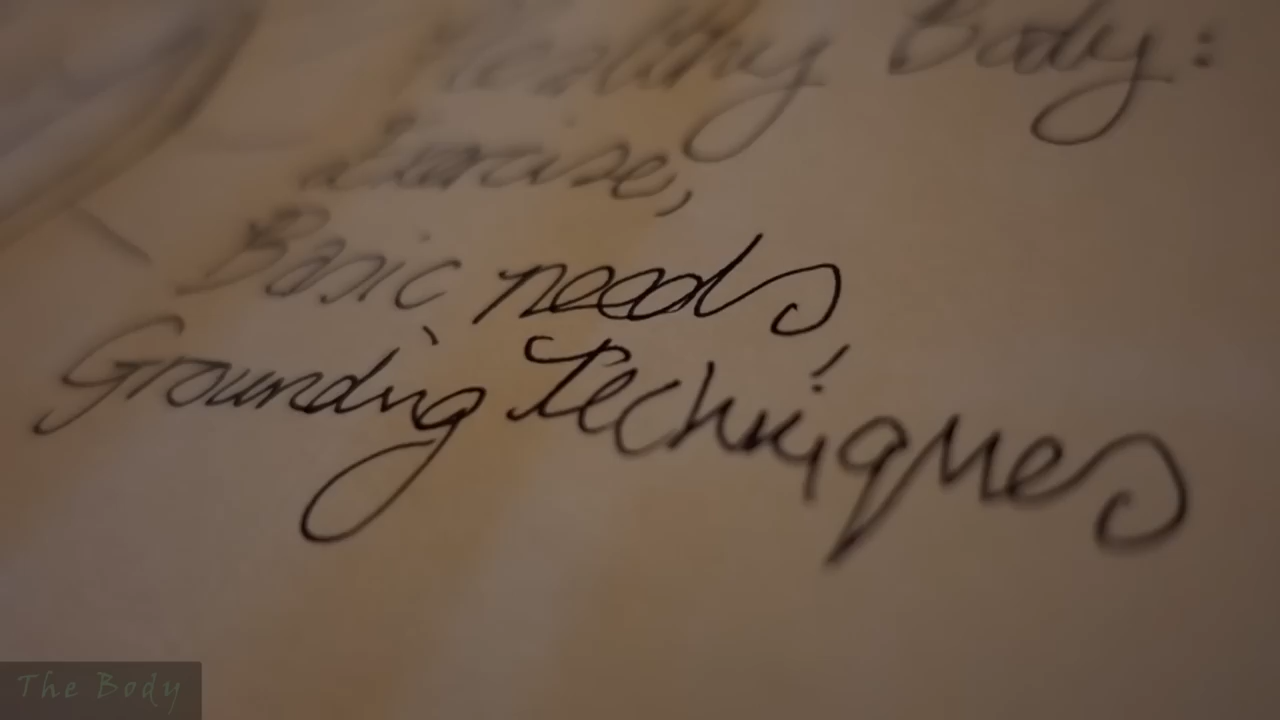 Healthy Body:
Exercise,
Basic needs
Grounding Techniques
The Body